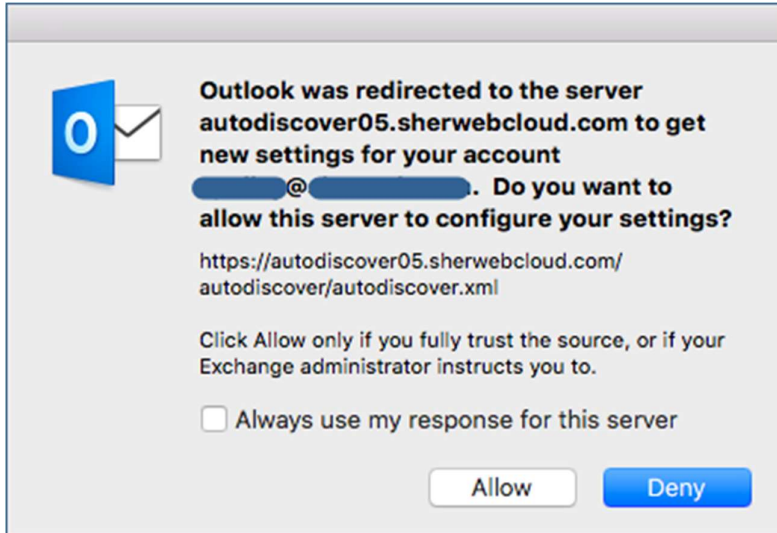 Outlook was redirected to the server
autodiscover05.sherwebcloud.com to get
new settings for your account
@ . Do you want to
allow this server to configure your settings?
https://autodiscover05.sherwebcloud.com/
autodiscover/autodiscover.xml
Click Allow only if you fully trust the source, or if your
Exchange administrator instructs you to.
Always use my response for this server
Allow
Deny